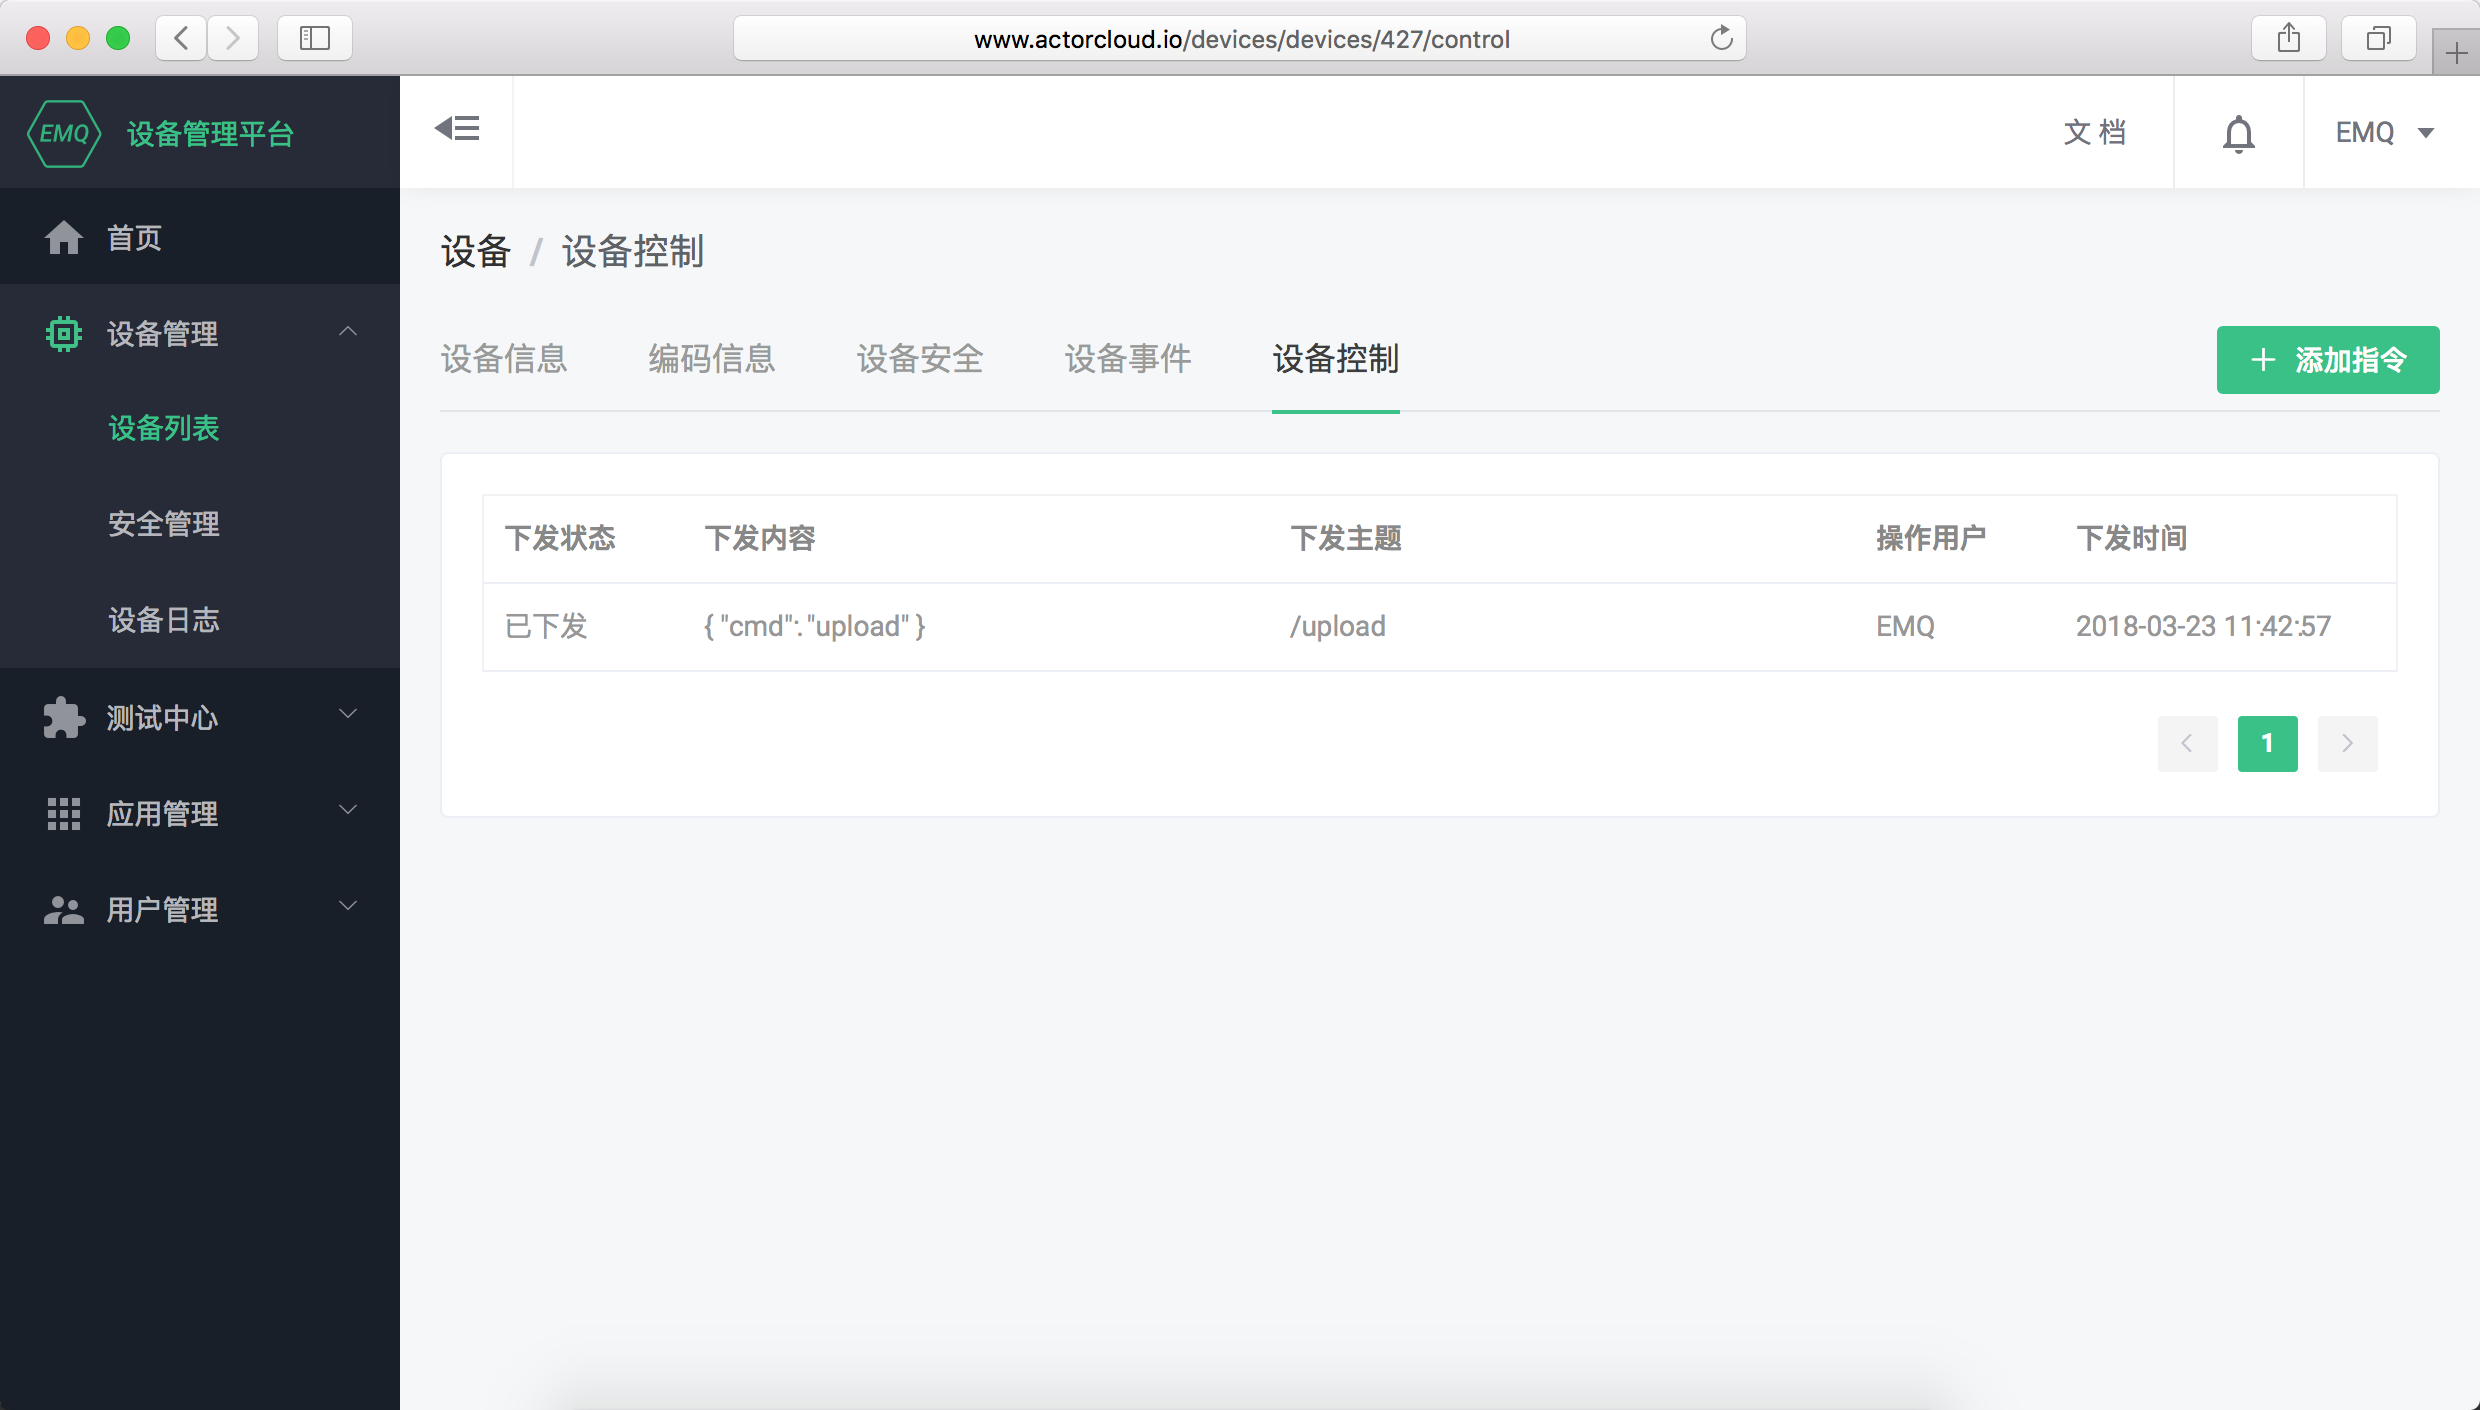 www.actorcloud.io/devices/devices/427/control
EMQ 设备管理平台
文 档
EMQ
首页
设备管理
设备列表
安全管理
设备日志
测试中心
应用管理
用户管理
设备 / 设备控制
设备信息 编码信息 设备安全 设备事件 设备控制
+ 添加指令
下发状态 下发内容 下发主题 操作用户 下发时间
已下发 { "cmd": "upload" } /upload EMQ 2018-03-23 11:42:57
1